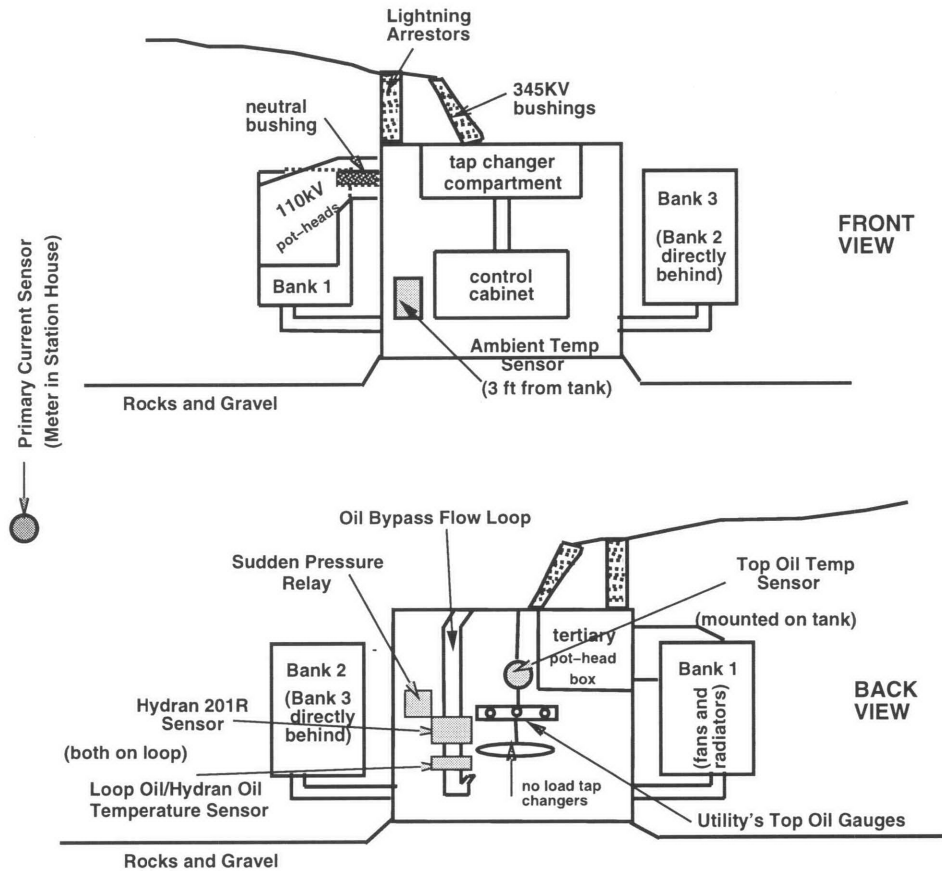 Lightning
Arrestors
345KV
bushings
neutral
bushing
tap changer
compartment
110kV
pot-heads
Bank 1
Bank 3
(Bank 2
directly
behind)
FRONT
VIEW
control
cabinet
Ambient Temp
Sensor
(3 ft from tank)
Rocks and Gravel
Primary Current Sensor
(Meter in Station House)
Oil Bypass Flow Loop
Sudden Pressure
Relay
Top Oil Temp
Sensor
(mounted on tank)
tertiary
pot-head
box
Bank 2
(Bank 3
directly
behind)
Bank 1
(fans and
radiators)
BACK
VIEW
Hydran 201R
Sensor
(both on loop)
Loop Oil/Hydran Oil
Temperature Sensor
no load tap
changers
Utility's Top Oil Gauges
Rocks and Gravel